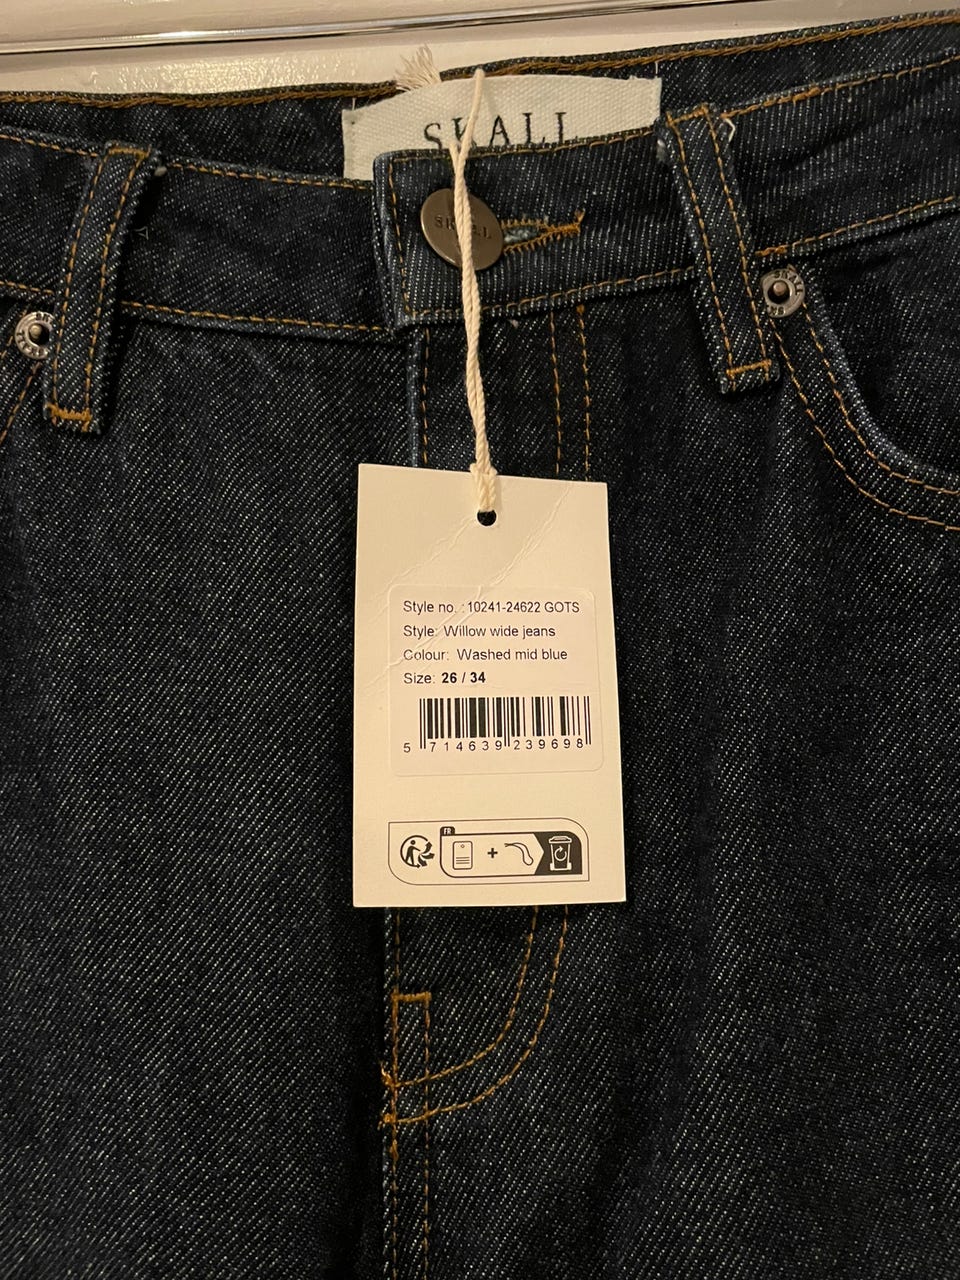 SKALL
SKALL
Style no. : 10241-24622 GOTS
Style: Willow wide jeans
Colour: Washed mid blue
Size: 26 / 34
5 714639 239698
FR